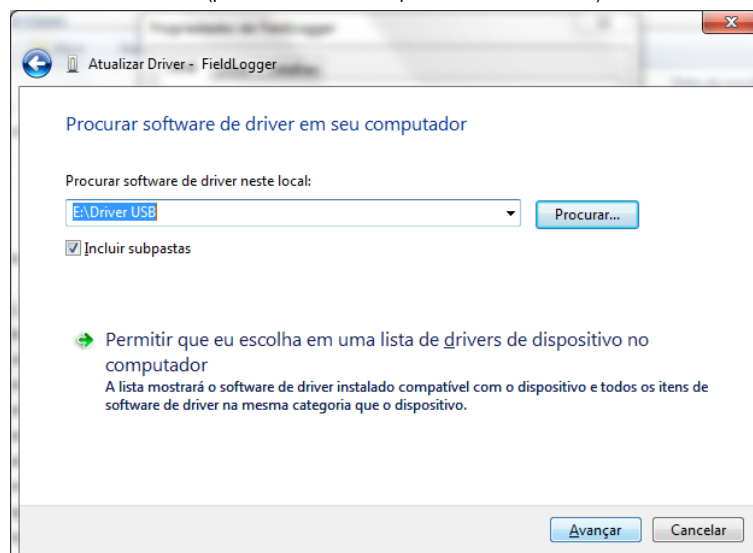 Atualizar Driver - FieldLogger
Procurar software de driver em seu computador
Procurar software de driver neste local:
E:\Driver USB
Procurar...
Incluir subpastas
Permitir que eu escolha em uma lista de drivers de dispositivo no
computador
A lista mostrará o software de driver instalado compatível com o dispositivo e todos os itens de
software de driver na mesma categoria que o dispositivo.
Avançar
Cancelar